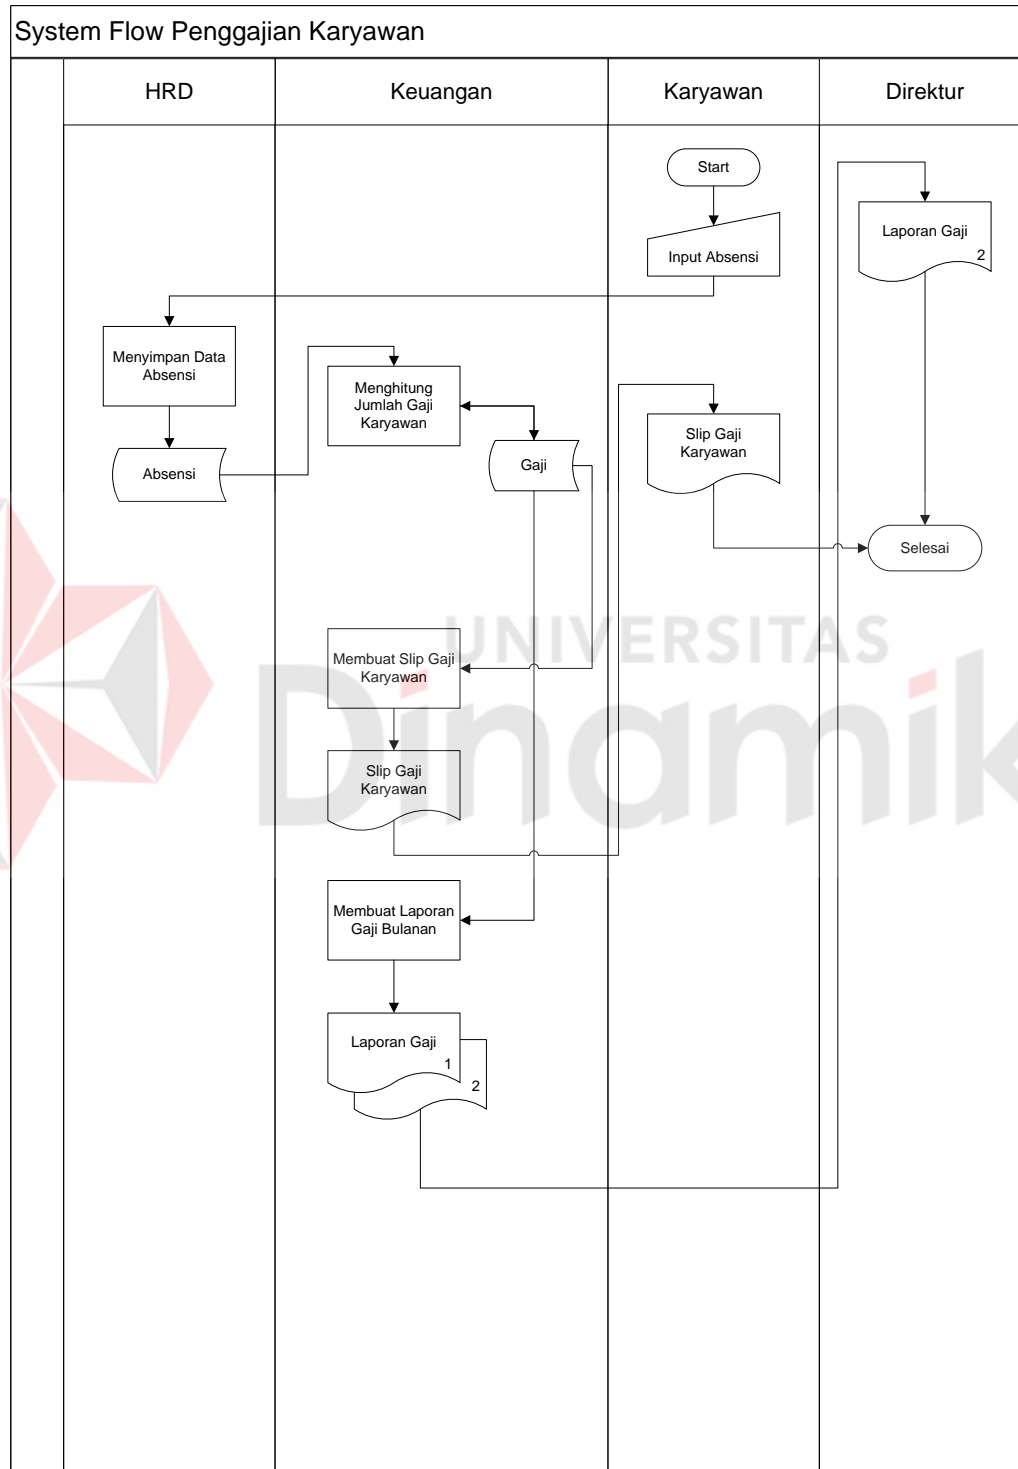 System Flow Penggajian Karyawan
HRD
Keuangan
Karyawan
Direktur
Start
Input Absensi
Laporan Gaji
2
Menyimpan Data
Absensi
Absensi
Menghitung
Jumlah Gaji
Karyawan
Gaji
Slip Gaji
Karyawan
Selesai
Membuat Slip Gaji
Karyawan
Slip Gaji
Karyawan
Membuat Laporan
Gaji Bulanan
Laporan Gaji
1
2
UNIVERSITAS
Dinamik